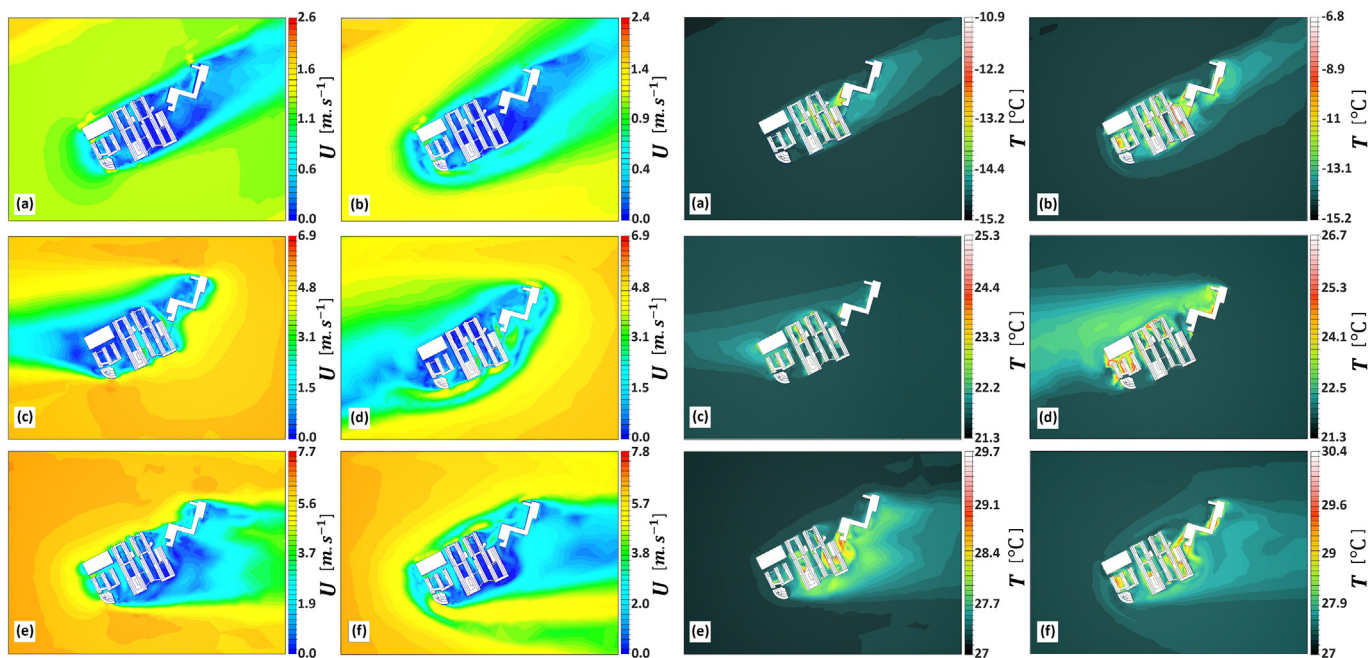 2.6
2.0
1.6
1.1
0.6
0.0
U [m.s⁻¹]
(a)
2.4
1.4
0.9
0.4
0.0
U [m.s⁻¹]
(b)
-10.9
-12.2
-13.2
-14.4
-15.2
T [°C]
(a)
-6.8
-8.9
-11
-13.1
-15.2
T [°C]
(b)
6.9
4.8
3.1
1.5
0.0
U [m.s⁻¹]
(c)
6.9
4.8
3.1
1.5
0.0
U [m.s⁻¹]
(d)
25.3
24.4
23.3
22.2
21.3
T [°C]
(c)
26.7
25.3
24.1
22.5
21.3
T [°C]
(d)
7.7
5.6
3.7
1.9
0.0
U [m.s⁻¹]
(e)
7.8
5.7
4.0
2.0
0.0
U [m.s⁻¹]
(f)
29.7
29.1
28.4
27.7
27
T [°C]
(e)
30.4
29.6
29
27.9
27
T [°C]
(f)